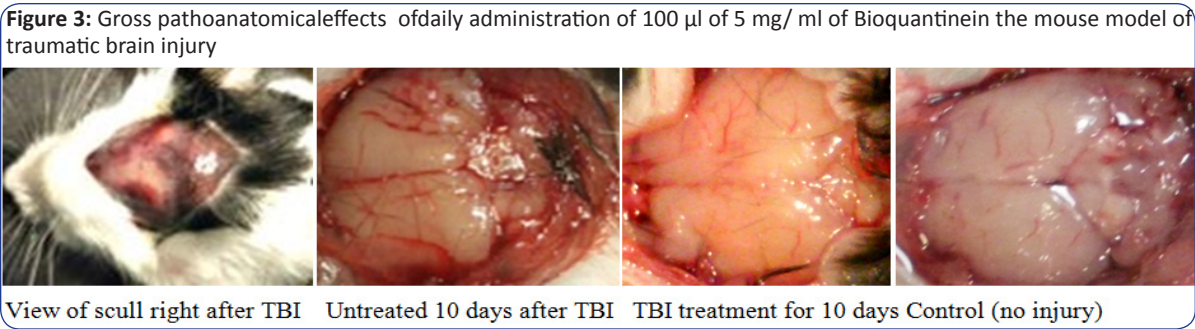 Figure 3: Gross pathoanatomicaleffects ofdaily administration of 100 µl of 5 mg/ ml of Bioquantinein the mouse model of
traumatic brain injury
View of scull right after TBI Untreated 10 days after TBI TBI treatment for 10 days Control (no injury)